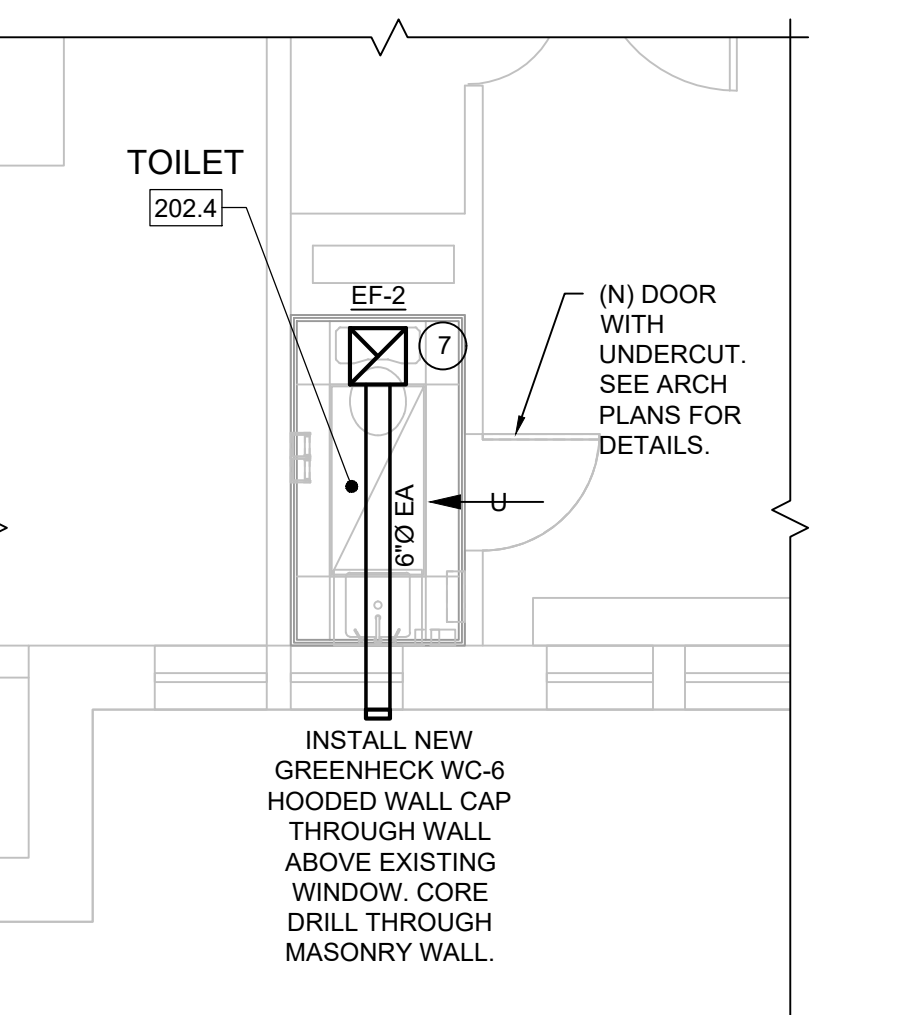 TOILET
202.4
EF-2
7
(N) DOOR
WITH
UNDERCUT.
SEE ARCH
PLANS FOR
DETAILS.
U
6"Ø EA
INSTALL NEW
GREENHECK WC-6
HOODED WALL CAP
THROUGH WALL
ABOVE EXISTING
WINDOW. CORE
DRILL THROUGH
MASONRY WALL.